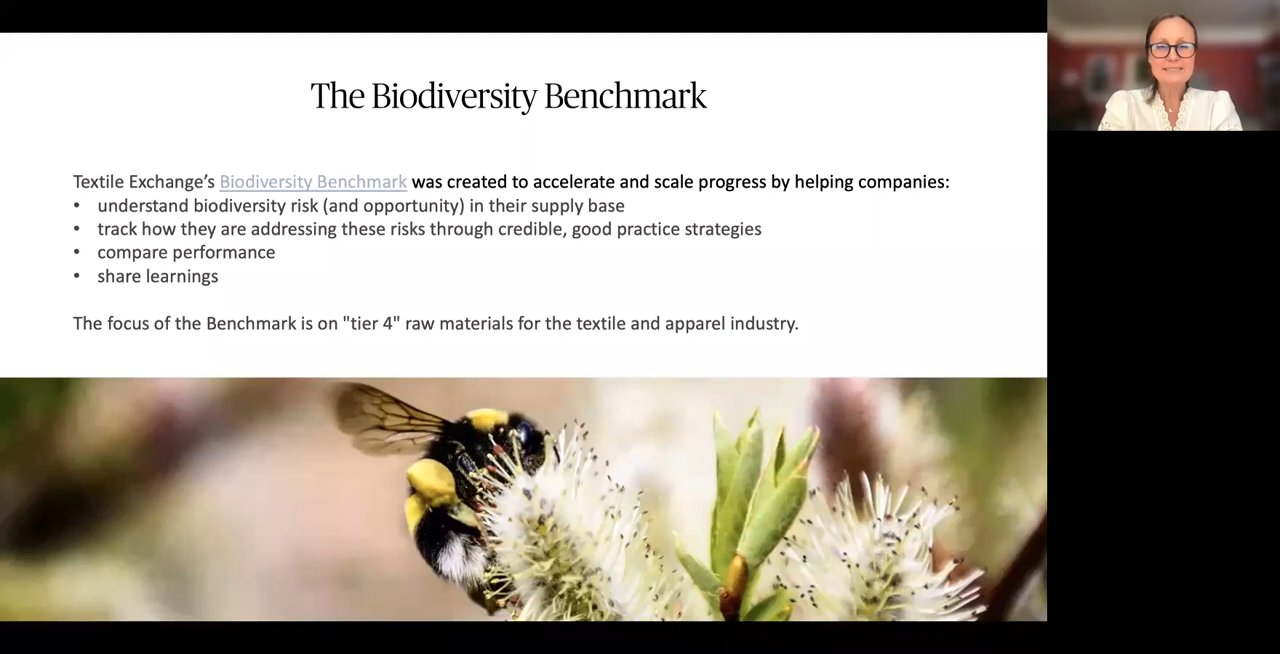 The Biodiversity Benchmark
Textile Exchange’s Biodiversity Benchmark was created to accelerate and scale progress by helping companies:
• understand biodiversity risk (and opportunity) in their supply base
• track how they are addressing these risks through credible, good practice strategies
• compare performance
• share learnings
The focus of the Benchmark is on "tier 4" raw materials for the textile and apparel industry.